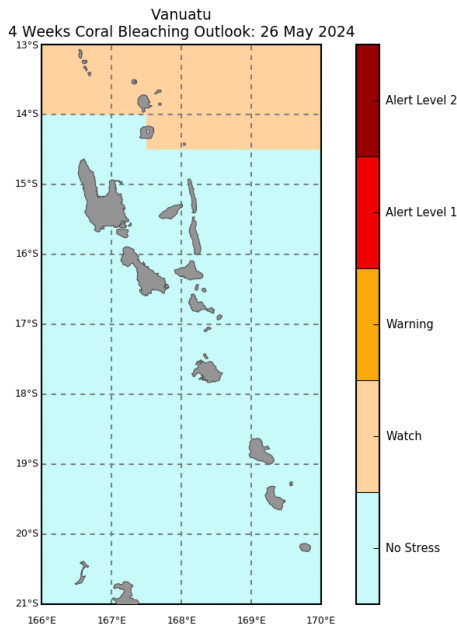 Vanuatu
4 Weeks Coral Bleaching Outlook: 26 May 2024
13°S
14°S
15°S
16°S
17°S
18°S
19°S
20°S
21°S
166°E 167°E 168°E 169°E 170°E
Alert Level 2
Alert Level 1
Warning
Watch
No Stress